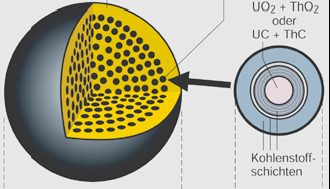 UO₂ + ThO₂
oder
UC + ThC
Kohlenstoff-
schichten